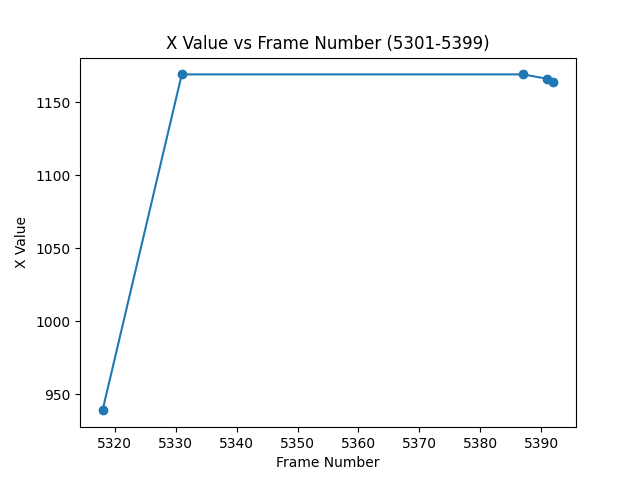 X Value vs Frame Number (5301-5399)
X Value
1150
1100
1050
1000
950
5320 5330 5340 5350 5360 5370 5380 5390
Frame Number